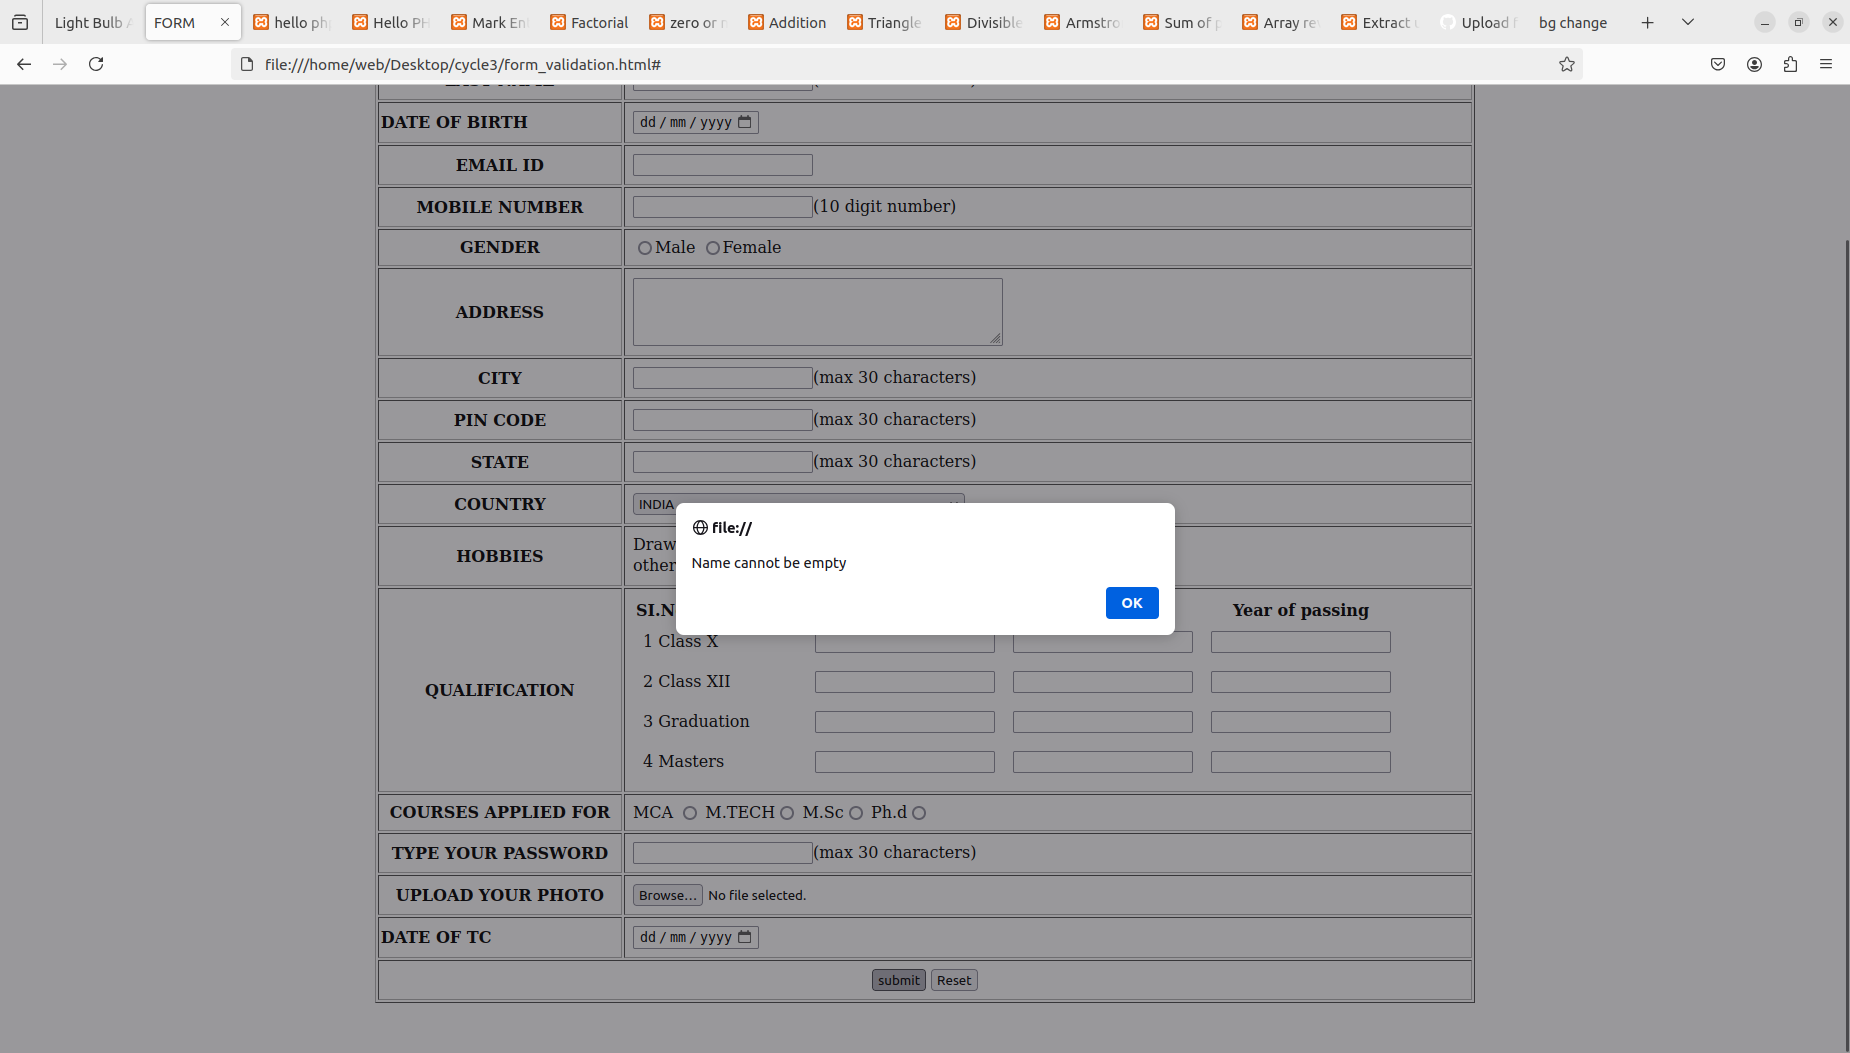 Light Bulb
FORM
hello ph
Hello PH
Mark En
Factorial
zero or n
Addition
Triangle
Divisible
Armstro
Sum of p
Array re
Extract
Upload f
bg change
file:///home/web/Desktop/cycle3/form_validation.html#
DATE OF BIRTH dd / mm / yyyy
EMAIL ID
MOBILE NUMBER (10 digit number)
GENDER Male Female
ADDRESS
CITY (max 30 characters)
PIN CODE (max 30 characters)
STATE (max 30 characters)
COUNTRY INDIA
file://
Name cannot be empty
OK
HOBBIES Draw
other
SI.N Year of passing
1 Class X
QUALIFICATION
2 Class XII
3 Graduation
4 Masters
COURSES APPLIED FOR MCA M.TECH M.Sc Ph.d
TYPE YOUR PASSWORD (max 30 characters)
UPLOAD YOUR PHOTO Browse... No file selected.
DATE OF TC dd / mm / yyyy
submit Reset